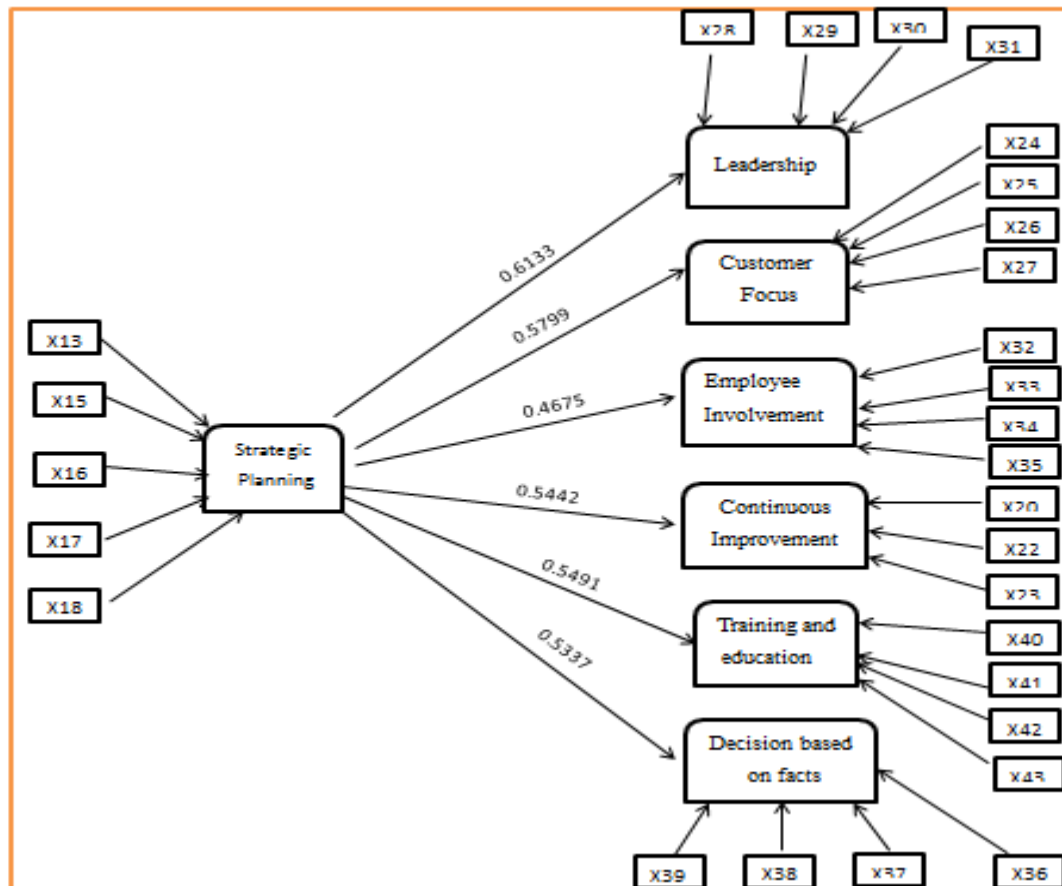 X28
X29
X30
X31
Leadership
X24
X25
X26
X27
Customer
Focus
0.6133
0.5799
X13
X15
X16
X17
X18
Strategic
Planning
0.4675
Employee
Involvement
X32
X33
X34
X35
0.5442
Continuous
Improvement
X20
X22
X23
0.5491
Training and
education
X40
X41
X42
X43
0.5337
Decision based
on facts
X39
X38
X37
X36